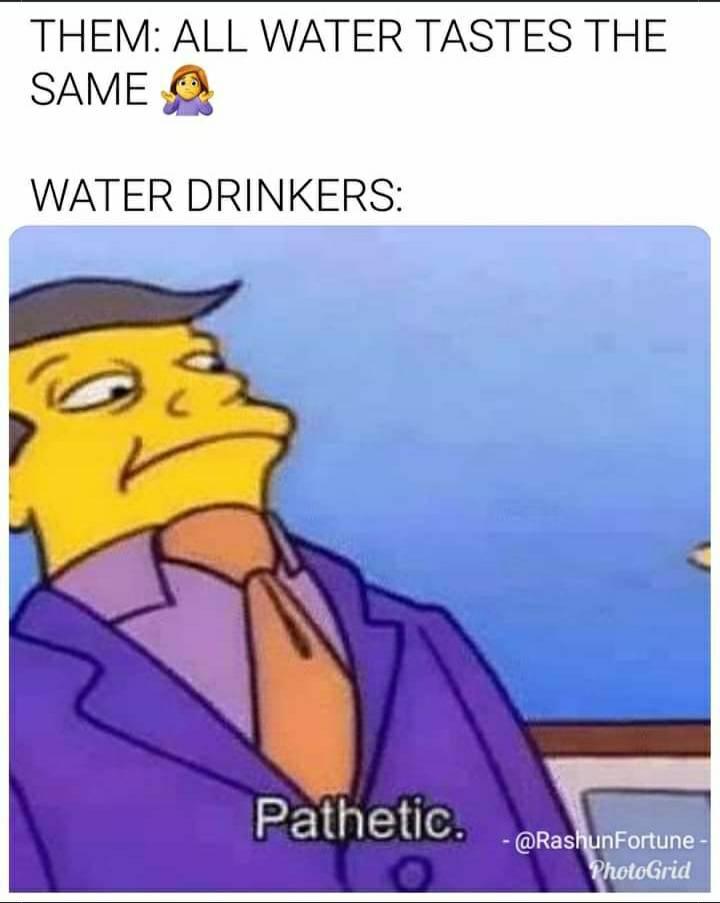 THEM: ALL WATER TASTES THE
SAME 🤷‍♀️
WATER DRINKERS:
Pathetic.
- @RashunFortune -
PhotoGrid